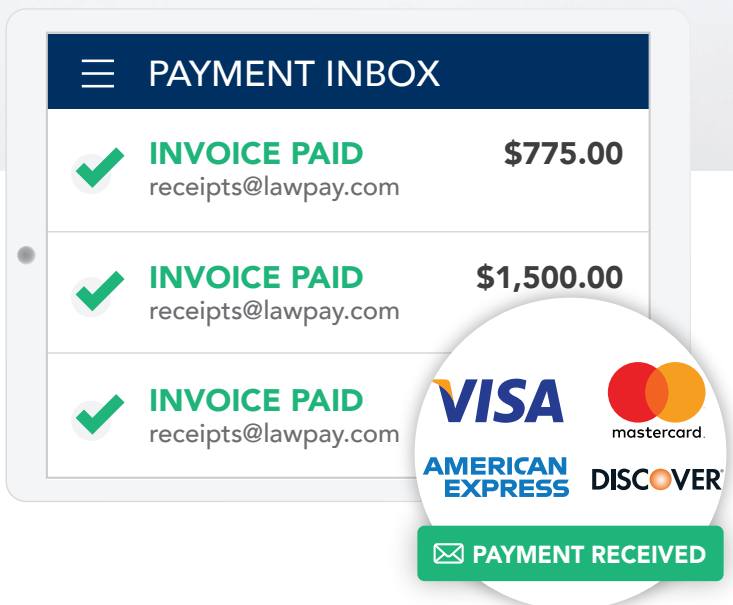 PAYMENT INBOX
INVOICE PAID $775.00
receipts@lawpay.com
INVOICE PAID $1,500.00
receipts@lawpay.com
INVOICE PAID
receipts@lawpay.com
VISA
mastercard.
AMERICAN
EXPRESS
DISCOVER
PAYMENT RECEIVED